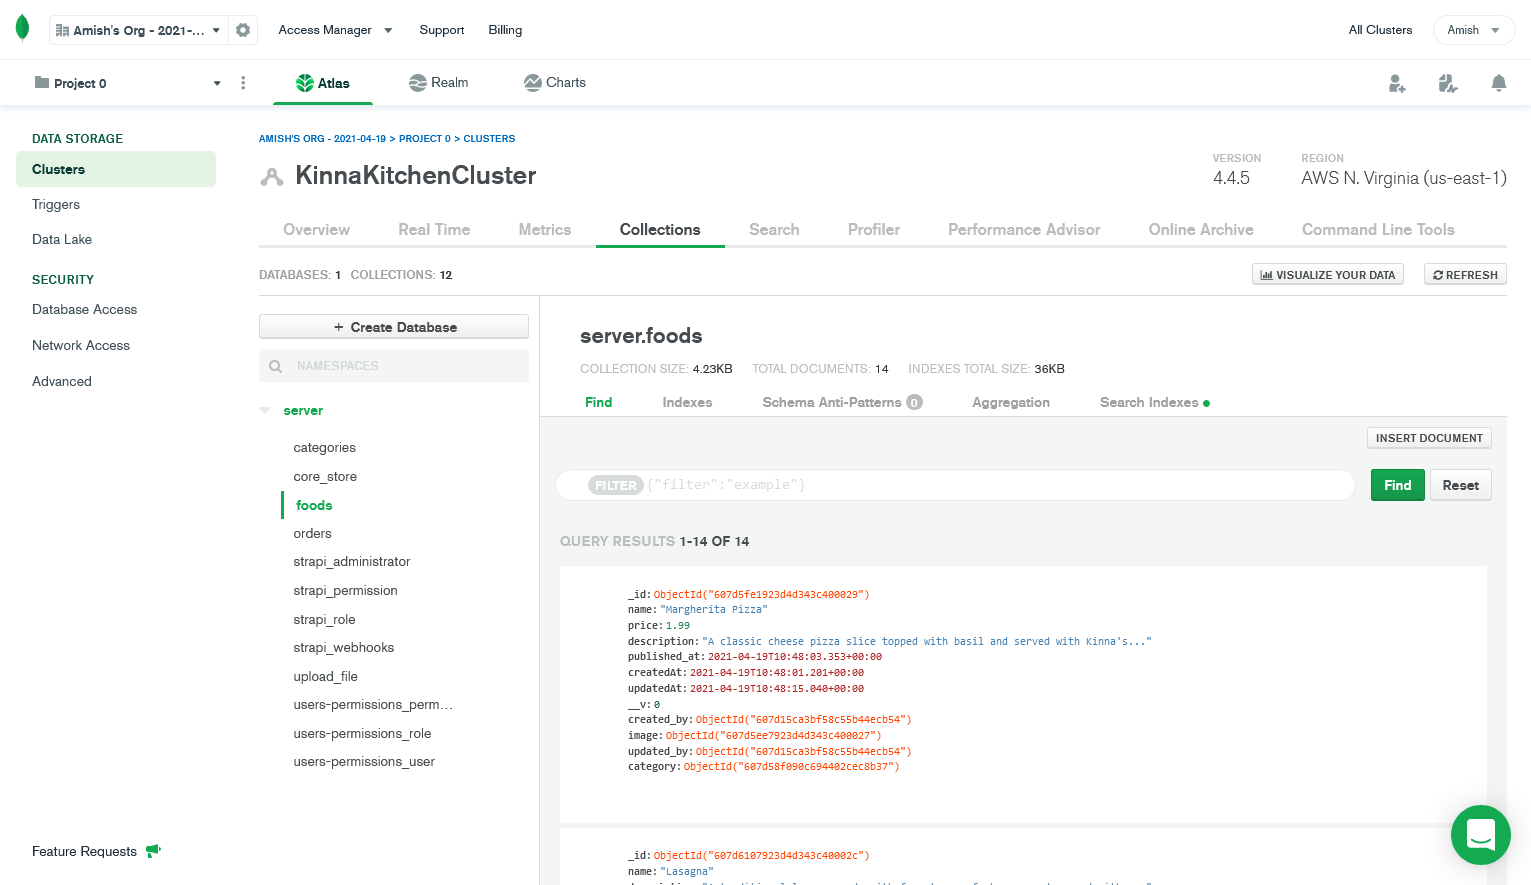 Amish's Org - 2021-...
Access Manager
Support
Billing
All Clusters
Amish
Project 0
Atlas
Realm
Charts
DATA STORAGE
Clusters
Triggers
Data Lake
SECURITY
Database Access
Network Access
Advanced
Feature Requests
AMISH'S ORG - 2021-04-19 > PROJECT 0 > CLUSTERS
KinnaKitchenCluster
VERSION
4.4.5
REGION
AWS N. Virginia (us-east-1)
Overview
Real Time
Metrics
Collections
Search
Profiler
Performance Advisor
Online Archive
Command Line Tools
DATABASES: 1 COLLECTIONS: 12
VISUALIZE YOUR DATA
REFRESH
+ Create Database
NAMESPACES
server
categories
core_store
foods
orders
strapi_administrator
strapi_permission
strapi_role
strapi_webhooks
upload_file
users-permissions_perm...
users-permissions_role
users-permissions_user
server.foods
COLLECTION SIZE: 4.23KB TOTAL DOCUMENTS: 14 INDEXES TOTAL SIZE: 36KB
Find
Indexes
Schema Anti-Patterns 0
Aggregation
Search Indexes
INSERT DOCUMENT
FILTER {"filter":"example"}
Find
Reset
QUERY RESULTS 1-14 OF 14
_id: ObjectId("607d5fe1923d4d343c400029")
name: "Margherita Pizza"
price: 1.99
description: "A classic cheese pizza slice topped with basil and served with Kinna's..."
published_at: 2021-04-19T10:48:03.353+00:00
createdAt: 2021-04-19T10:48:01.201+00:00
updatedAt: 2021-04-19T10:48:15.040+00:00
__v: 0
created_by: ObjectId("607d15ca3bf58c55b44ecb54")
image: ObjectId("607d5ee7923d4d343c400027")
updated_by: ObjectId("607d15ca3bf58c55b44ecb54")
category: ObjectId("607d58f090c694402cec8b37")
_id: ObjectId("607d6107923d4d343c40002c")
name: "Lasagna"